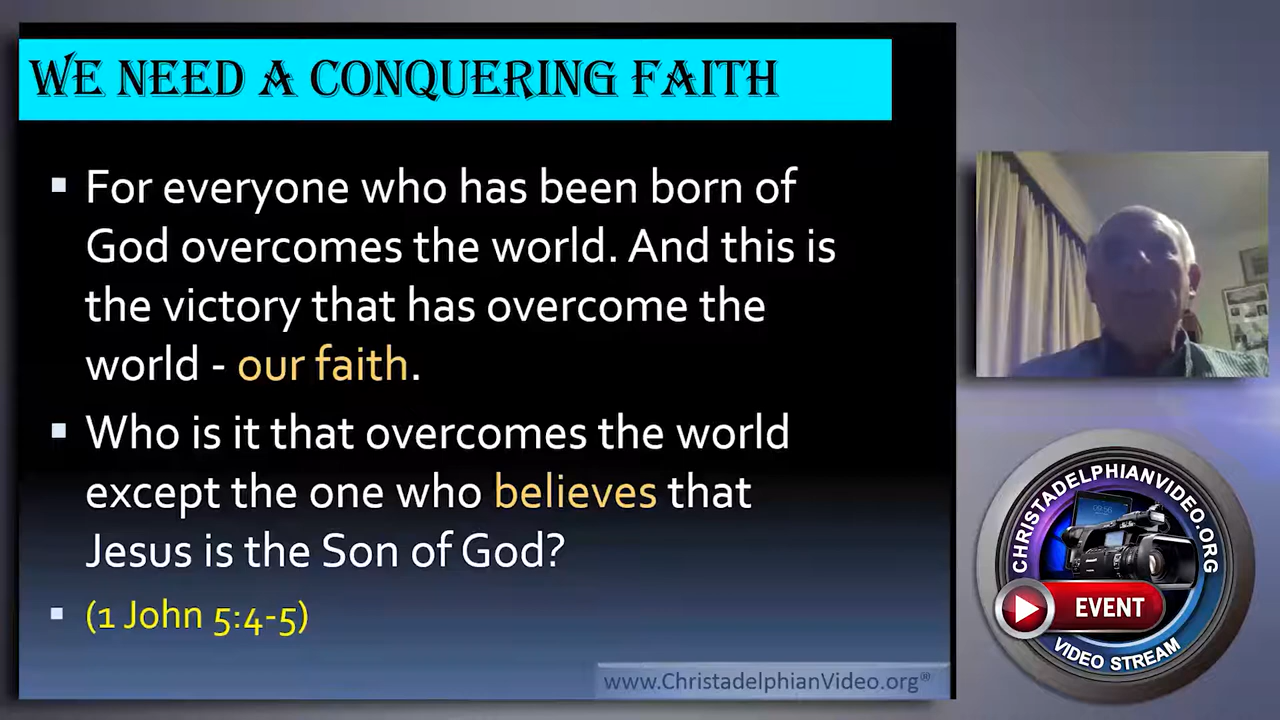 WE NEED A CONQUERING FAITH
▪ For everyone who has been born of
God overcomes the world. And this is
the victory that has overcome the
world - our faith.
▪ Who is it that overcomes the world
except the one who believes that
Jesus is the Son of God?
▪ (1 John 5:4-5)
www.ChristadelphianVideo.org®
CHRISTADELPHIANVIDEO.ORG
09:56
EVENT
VIDEO STREAM